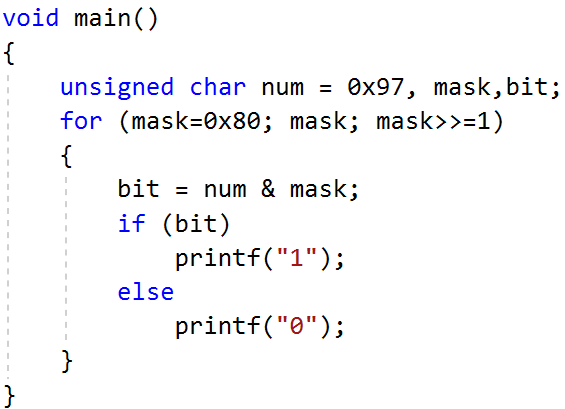 void main()
{
    unsigned char num = 0x97, mask,bit;
    for (mask=0x80; mask; mask>>=1)
    {
        bit = num & mask;
        if (bit)
            printf("1");
        else
            printf("0");
    }
}